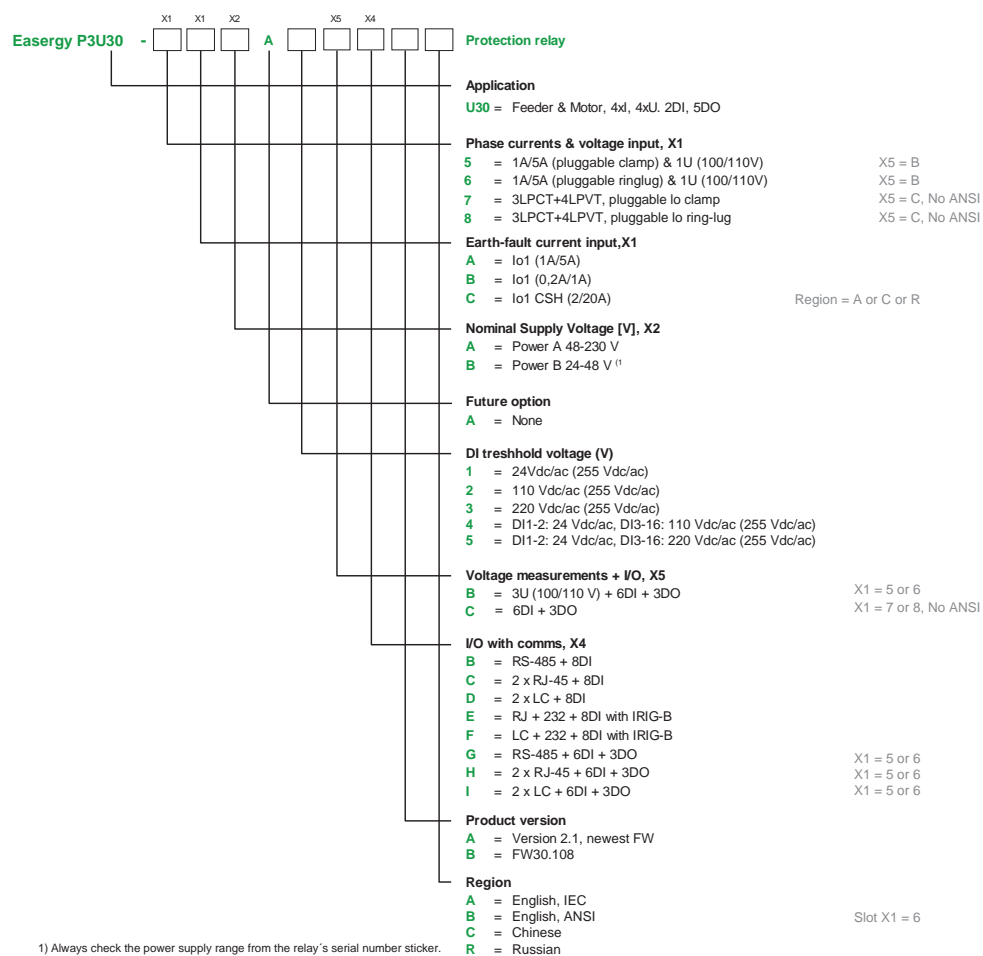 X1 X1 X2 X5 X4
Easergy P3U30 - A Protection relay
Application
U30 = Feeder & Motor, 4xI, 4xU. 2DI, 5DO
Phase currents & voltage input, X1
5 = 1A/5A (pluggable clamp) & 1U (100/110V) X5 = B
6 = 1A/5A (pluggable ringlug) & 1U (100/110V) X5 = B
7 = 3LPCT+4LPVT, pluggable Io clamp X5 = C, No ANSI
8 = 3LPCT+4LPVT, pluggable Io ring-lug X5 = C, No ANSI
Earth-fault current input,X1
A = Io1 (1A/5A)
B = Io1 (0,2A/1A)
C = Io1 CSH (2/20A) Region = A or C or R
Nominal Supply Voltage [V], X2
A = Power A 48-230 V
B = Power B 24-48 V (1
Future option
A = None
DI treshhold voltage (V)
1 = 24Vdc/ac (255 Vdc/ac)
2 = 110 Vdc/ac (255 Vdc/ac)
3 = 220 Vdc/ac (255 Vdc/ac)
4 = DI1-2: 24 Vdc/ac, DI3-16: 110 Vdc/ac (255 Vdc/ac)
5 = DI1-2: 24 Vdc/ac, DI3-16: 220 Vdc/ac (255 Vdc/ac)
Voltage measurements + I/O, X5
B = 3U (100/110 V) + 6DI + 3DO X1 = 5 or 6
C = 6DI + 3DO X1 = 7 or 8, No ANSI
I/O with comms, X4
B = RS-485 + 8DI
C = 2 x RJ-45 + 8DI
D = 2 x LC + 8DI
E = RJ + 232 + 8DI with IRIG-B
F = LC + 232 + 8DI with IRIG-B
G = RS-485 + 6DI + 3DO X1 = 5 or 6
H = 2 x RJ-45 + 6DI + 3DO X1 = 5 or 6
I = 2 x LC + 6DI + 3DO X1 = 5 or 6
Product version
A = Version 2.1, newest FW
B = FW30.108
Region
A = English, IEC
B = English, ANSI Slot X1 = 6
C = Chinese
R = Russian
1) Always check the power supply range from the relay´s serial number sticker.